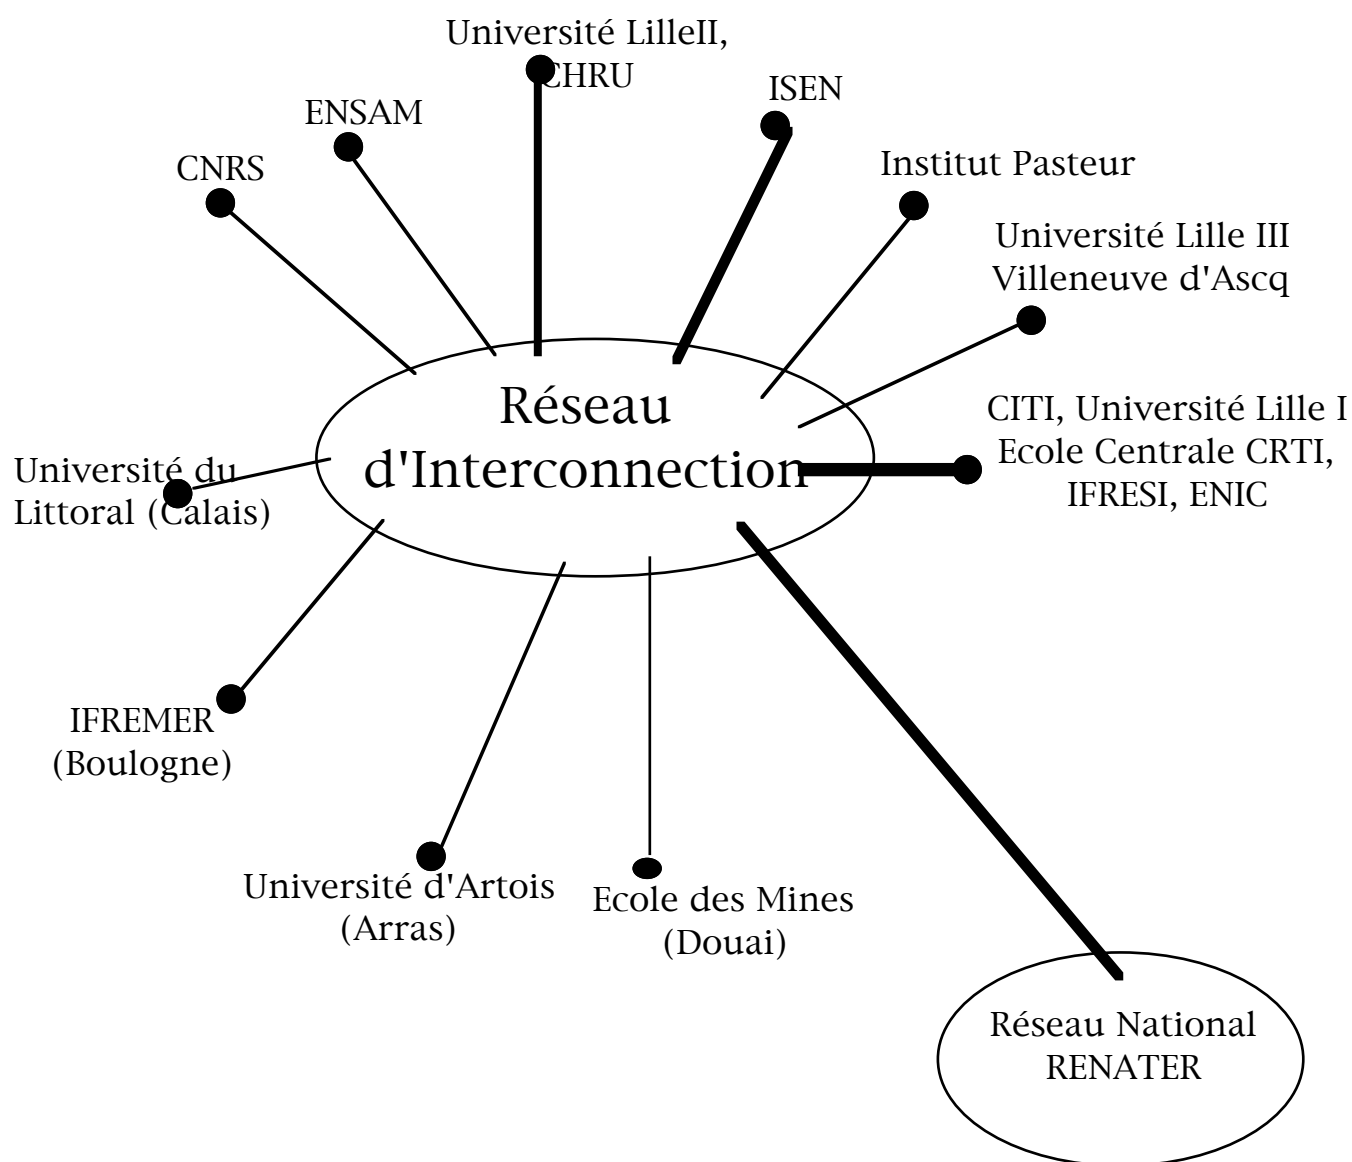 Université LilleII,
CHRU
ISEN
ENSAM
CNRS
Institut Pasteur
Université Lille III
Villeneuve d'Ascq
Réseau
d'Interconnection
CITI, Université Lille I
Ecole Centrale CRTI,
IFRESI, ENIC
Université du
Littoral (Calais)
IFREMER
(Boulogne)
Université d'Artois
(Arras)
Ecole des Mines
(Douai)
Réseau National
RENATER